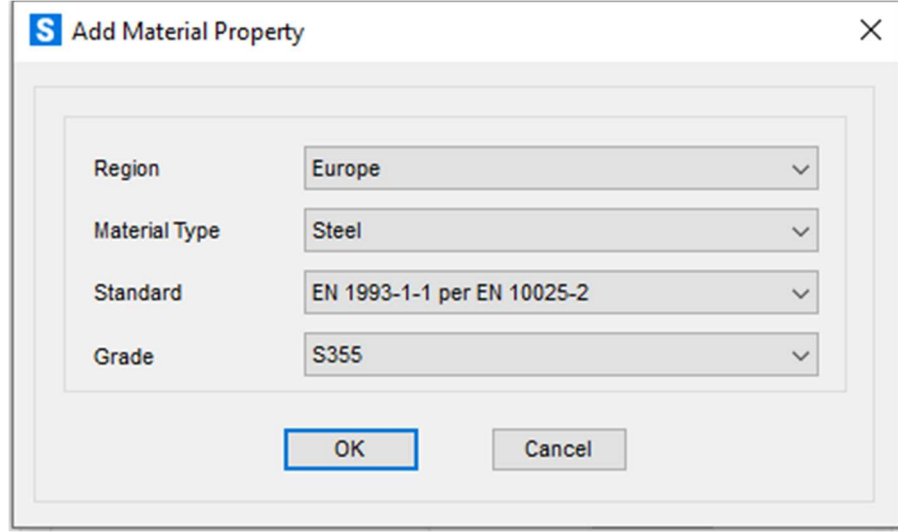 S Add Material Property
Region Europe
Material Type Steel
Standard EN 1993-1-1 per EN 10025-2
Grade S355
OK Cancel